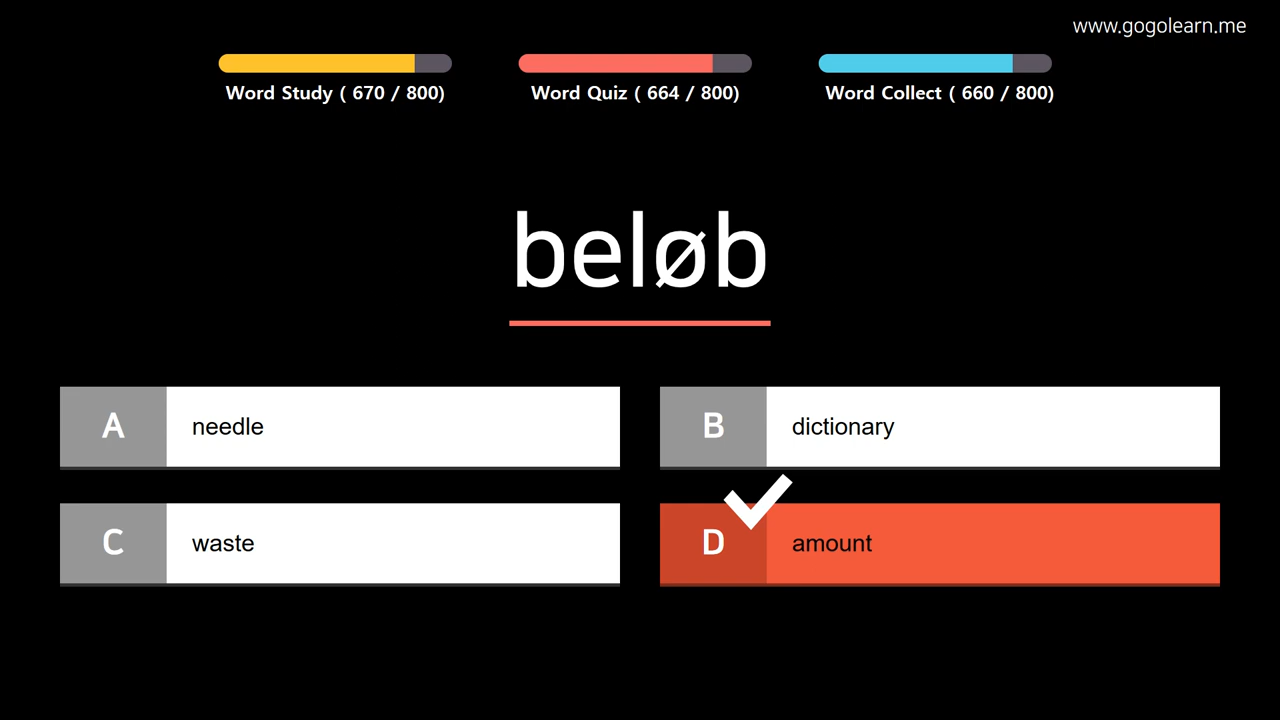 www.gogolearn.me
Word Study ( 670 / 800)
Word Quiz ( 664 / 800)
Word Collect ( 660 / 800)
beløb
A needle
B dictionary
C waste
D amount